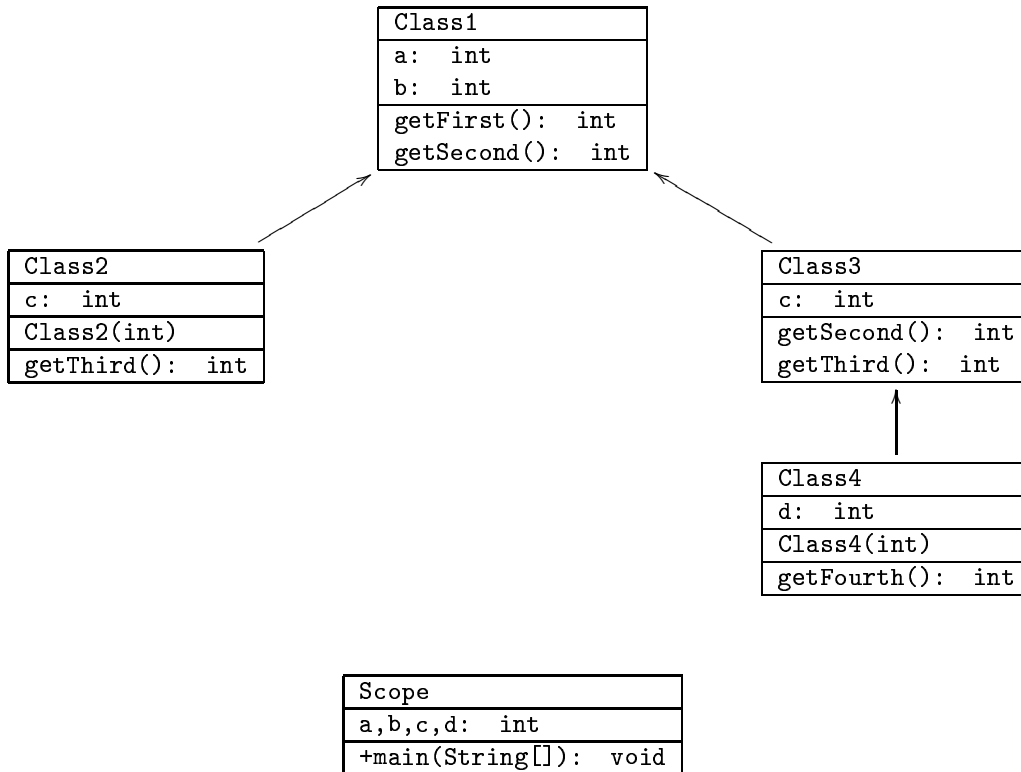 Class1
a: int
b: int
getFirst(): int
getSecond(): int
Class2
c: int
Class2(int)
getThird(): int
Class3
c: int
getSecond(): int
getThird(): int
Class4
d: int
Class4(int)
getFourth(): int
Scope
a,b,c,d: int
+main(String[]): void